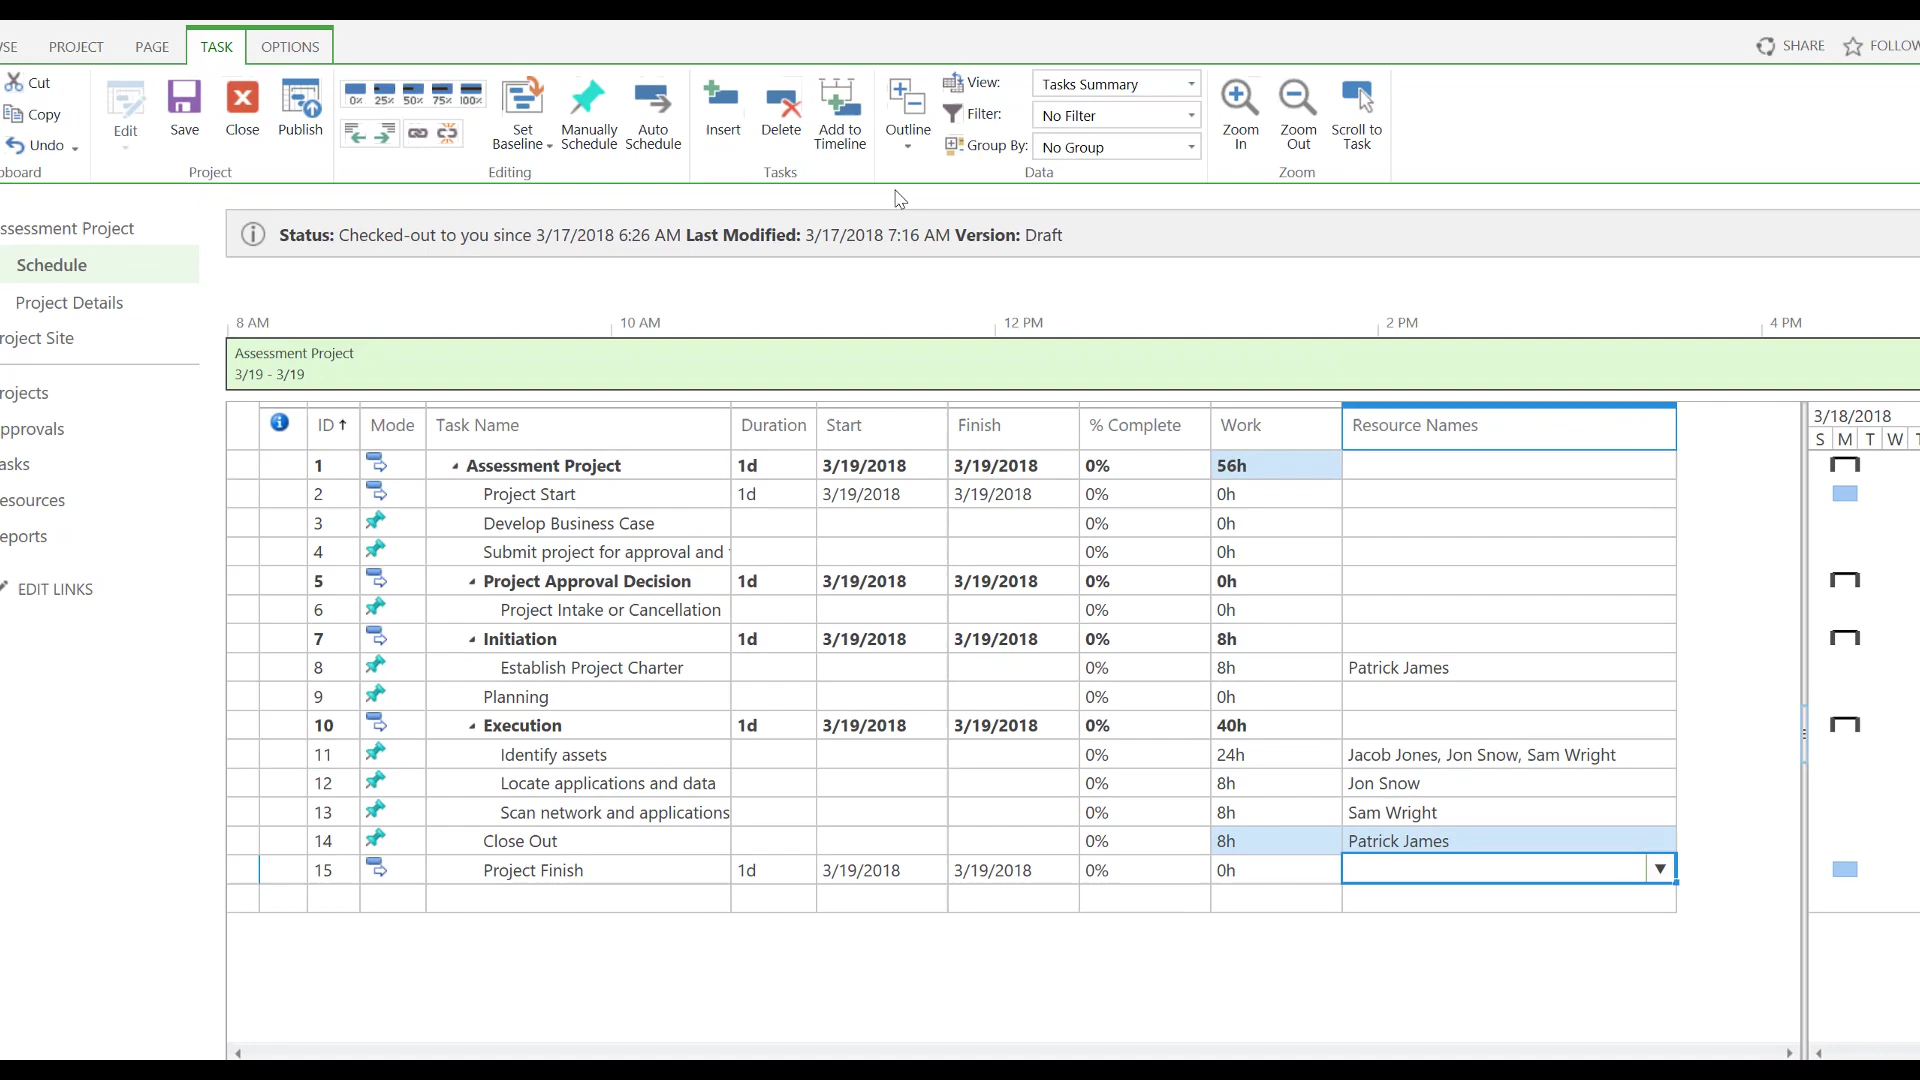 WSE PROJECT PAGE TASK OPTIONS SHARE FOLLOW
Cut
Copy
Undo
pboard
Edit Save Close Publish
Project
0% 25% 50% 75% 100%
Set Baseline Manually Schedule Auto Schedule
Editing
Insert Delete Add to Timeline
Tasks
Outline
View: Tasks Summary
Filter: No Filter
Group By: No Group
Data
Zoom In Zoom Out Scroll to Task
Zoom
ssessment Project
Schedule
Project Details
roject Site
rojects
pprovals
asks
esources
eports
EDIT LINKS
Status: Checked-out to you since 3/17/2018 6:26 AM Last Modified: 3/17/2018 7:16 AM Version: Draft
8 AM 10 AM 12 PM 2 PM 4 PM
Assessment Project
3/19 - 3/19
ID Mode Task Name Duration Start Finish % Complete Work Resource Names
1 Assessment Project 1d 3/19/2018 3/19/2018 0% 56h
2 Project Start 1d 3/19/2018 3/19/2018 0% 0h
3 Develop Business Case 0% 0h
4 Submit project for approval and 0% 0h
5 Project Approval Decision 1d 3/19/2018 3/19/2018 0% 0h
6 Project Intake or Cancellation 0% 0h
7 Initiation 1d 3/19/2018 3/19/2018 0% 8h
8 Establish Project Charter 0% 8h Patrick James
9 Planning 0% 0h
10 Execution 1d 3/19/2018 3/19/2018 0% 40h
11 Identify assets 0% 24h Jacob Jones, Jon Snow, Sam Wright
12 Locate applications and data 0% 8h Jon Snow
13 Scan network and applications 0% 8h Sam Wright
14 Close Out 0% 8h Patrick James
15 Project Finish 1d 3/19/2018 3/19/2018 0% 0h
3/18/2018
S M T W T